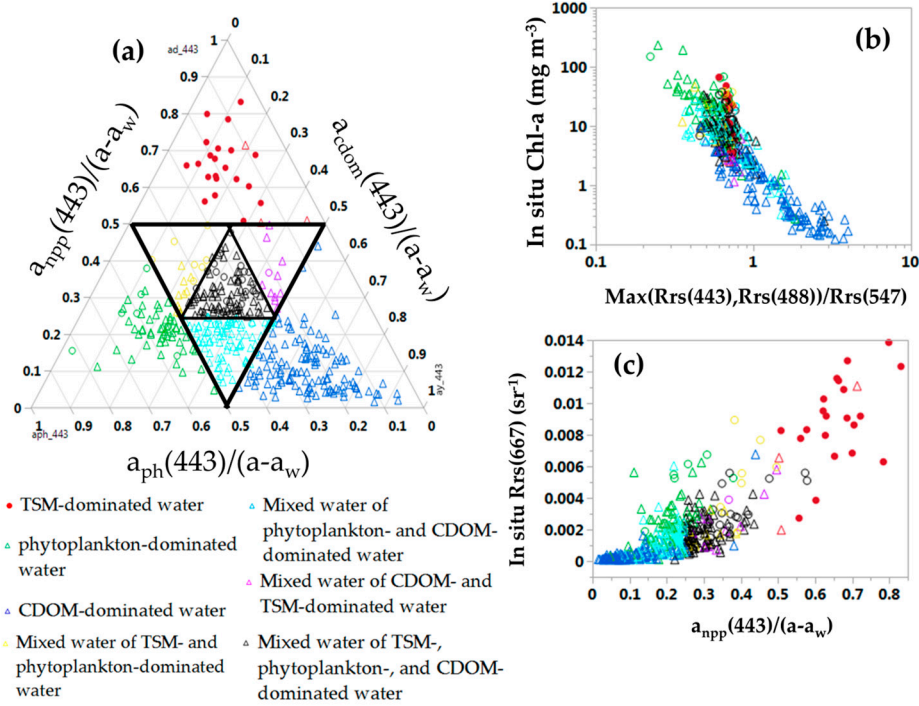 (a)
ad_443
0
0.1
0.2
0.3
0.4
0.5
0.6
0.7
0.8
0.9
1
1
0.9
0.8
0.7
0.6
0.5
0.4
0.3
0.2
0.1
0
anpp(443)/(a-aw)
acdom(443)/(a-aw)
ay_443
aph_443
1 0.9 0.8 0.7 0.6 0.5 0.4 0.3 0.2 0.1 0
aph(443)/(a-aw)
TSM-dominated water
phytoplankton-dominated
water
CDOM-dominated water
Mixed water of TSM- and
phytoplankton-dominated
water
Mixed water of
phytoplankton- and CDOM-
dominated water
Mixed water of CDOM- and
TSM-dominated water
Mixed water of TSM-,
phytoplankton-, and CDOM-
dominated water
(b)
In situ Chl-a (mg m-3)
1000
100
10
1
0.1
0.1 1 10
Max(Rrs(443),Rrs(488))/Rrs(547)
(c)
In situ Rrs(667) (sr-1)
0.014
0.012
0.01
0.008
0.006
0.004
0.002
0
0 0.1 0.2 0.3 0.4 0.5 0.6 0.7 0.8
anpp(443)/(a-aw)